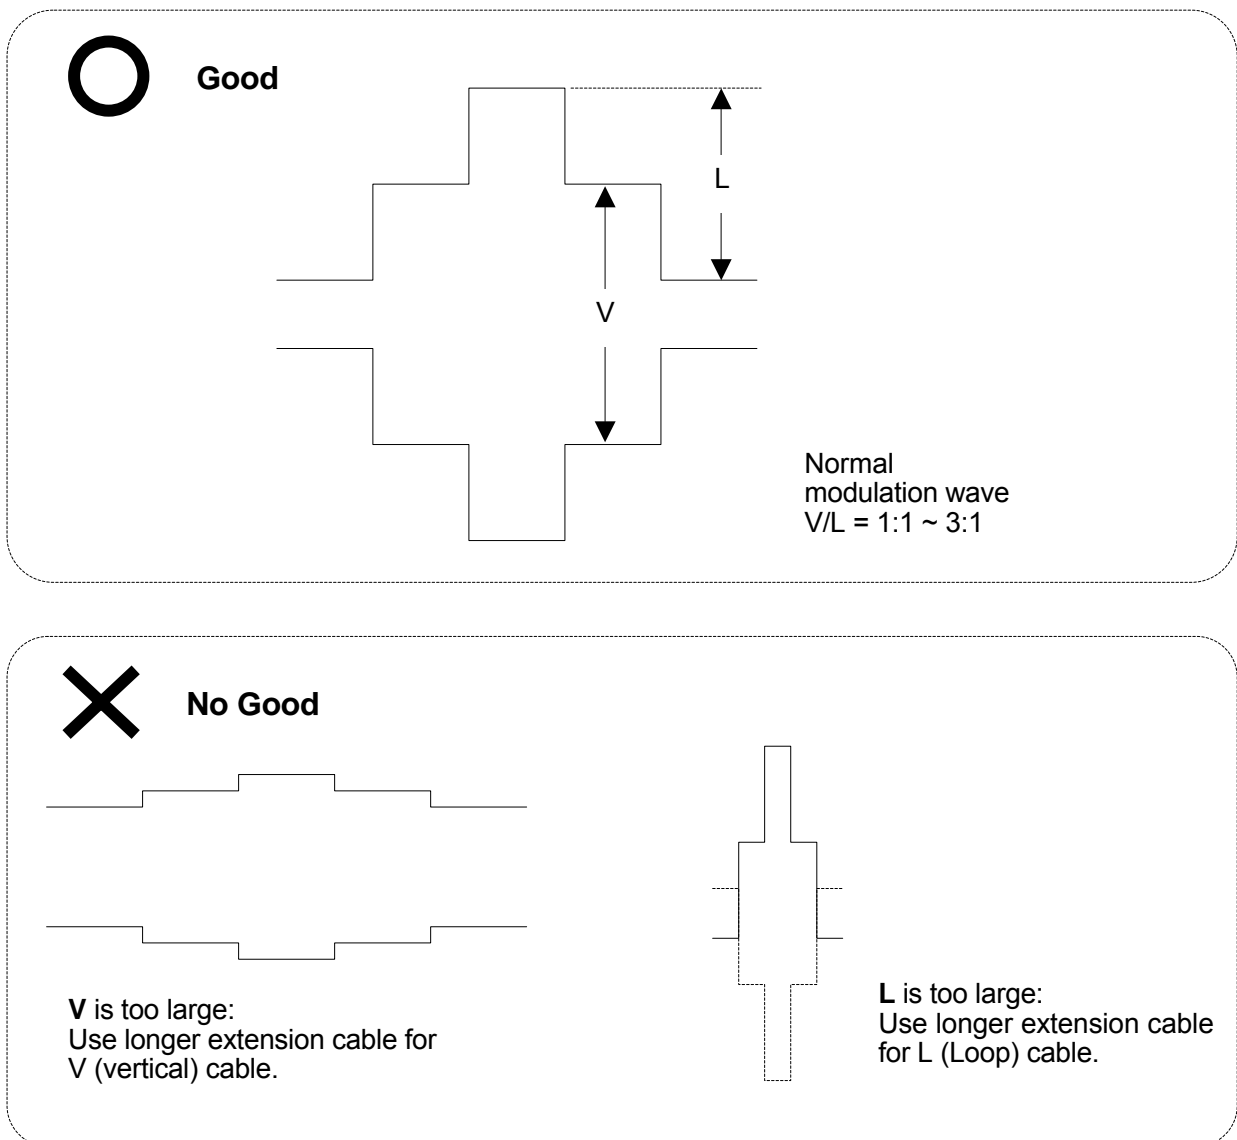 Good
L
V
Normal
modulation wave
V/L = 1:1 ~ 3:1
No Good
V is too large:
Use longer extension cable for
V (vertical) cable.
L is too large:
Use longer extension cable
for L (Loop) cable.